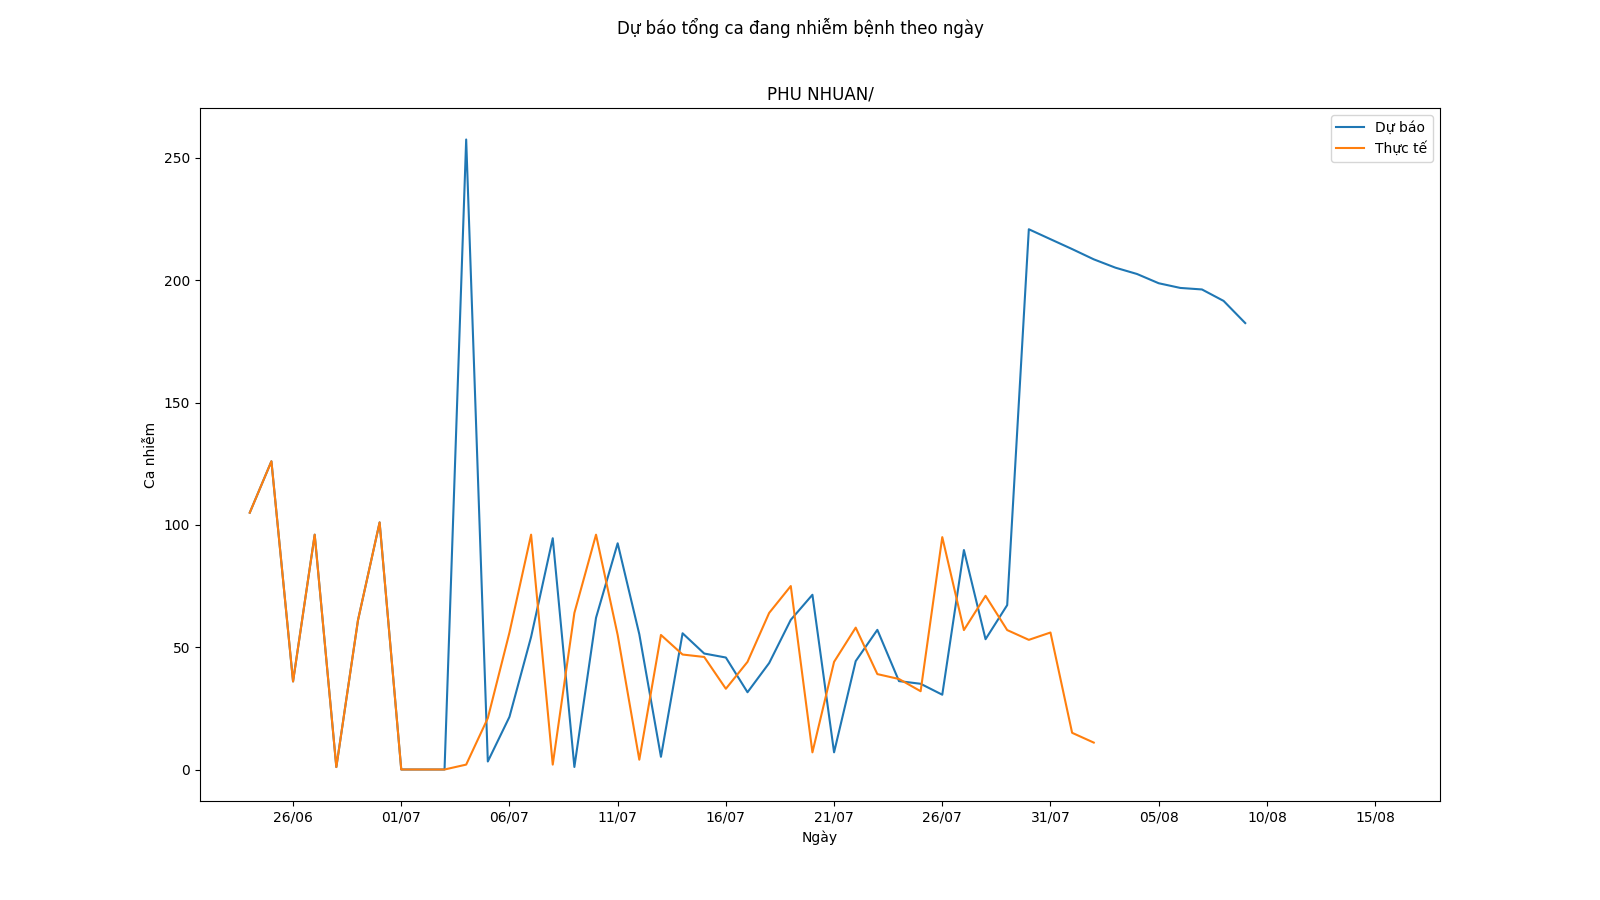 Dự báo tổng ca đang nhiễm bệnh theo ngày
PHU NHUAN/
Dự báo
Thực tế
Ca nhiễm
250
200
150
100
50
0
26/06 01/07 06/07 11/07 16/07 21/07 26/07 31/07 05/08 10/08 15/08
Ngày